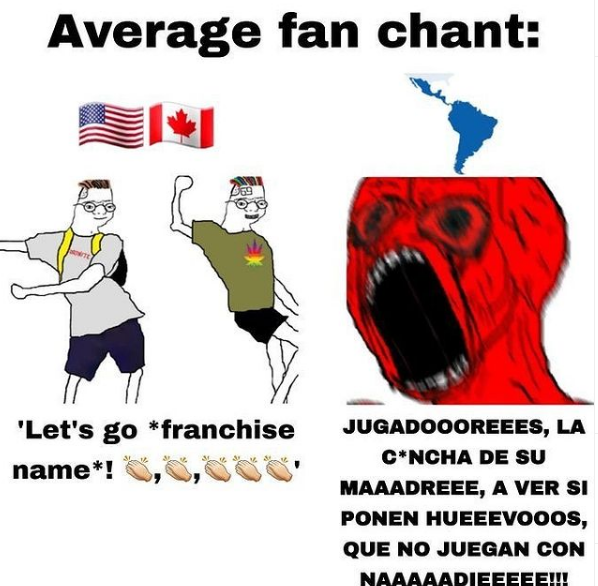 Average fan chant:
'Let's go *franchise
name*! 👏🏻,👏🏻,👏🏻👏🏻👏🏻'
JUGADOOOREEES, LA
C*NCHA DE SU
MAAADREEE, A VER SI
PONEN HUEEEVOOOS,
QUE NO JUEGAN CON
NAAAAADIEEEEE!!!